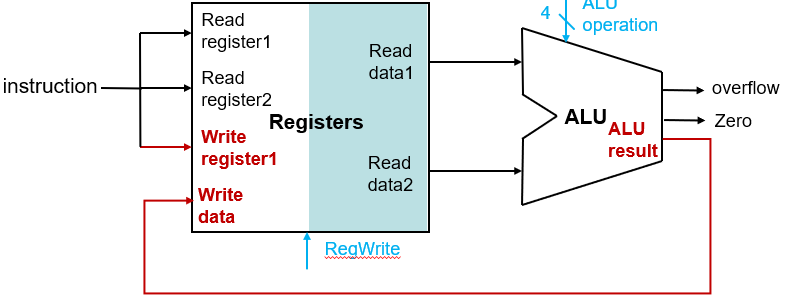 4
ALU
operation
instruction
Read
register1
Read
register2
Registers
Write
register1
Write
data
Read
data1
Read
data2
RegWrite
ALU
ALU
result
overflow
Zero